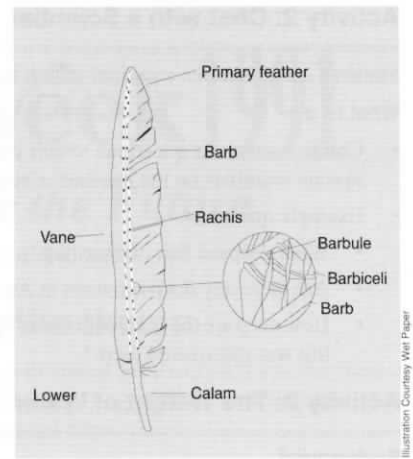 Primary feather
Barb
Rachis
Vane
Barbule
Barbiceli
Barb
Lower
Calam
Illustration Courtesy Wet Paper